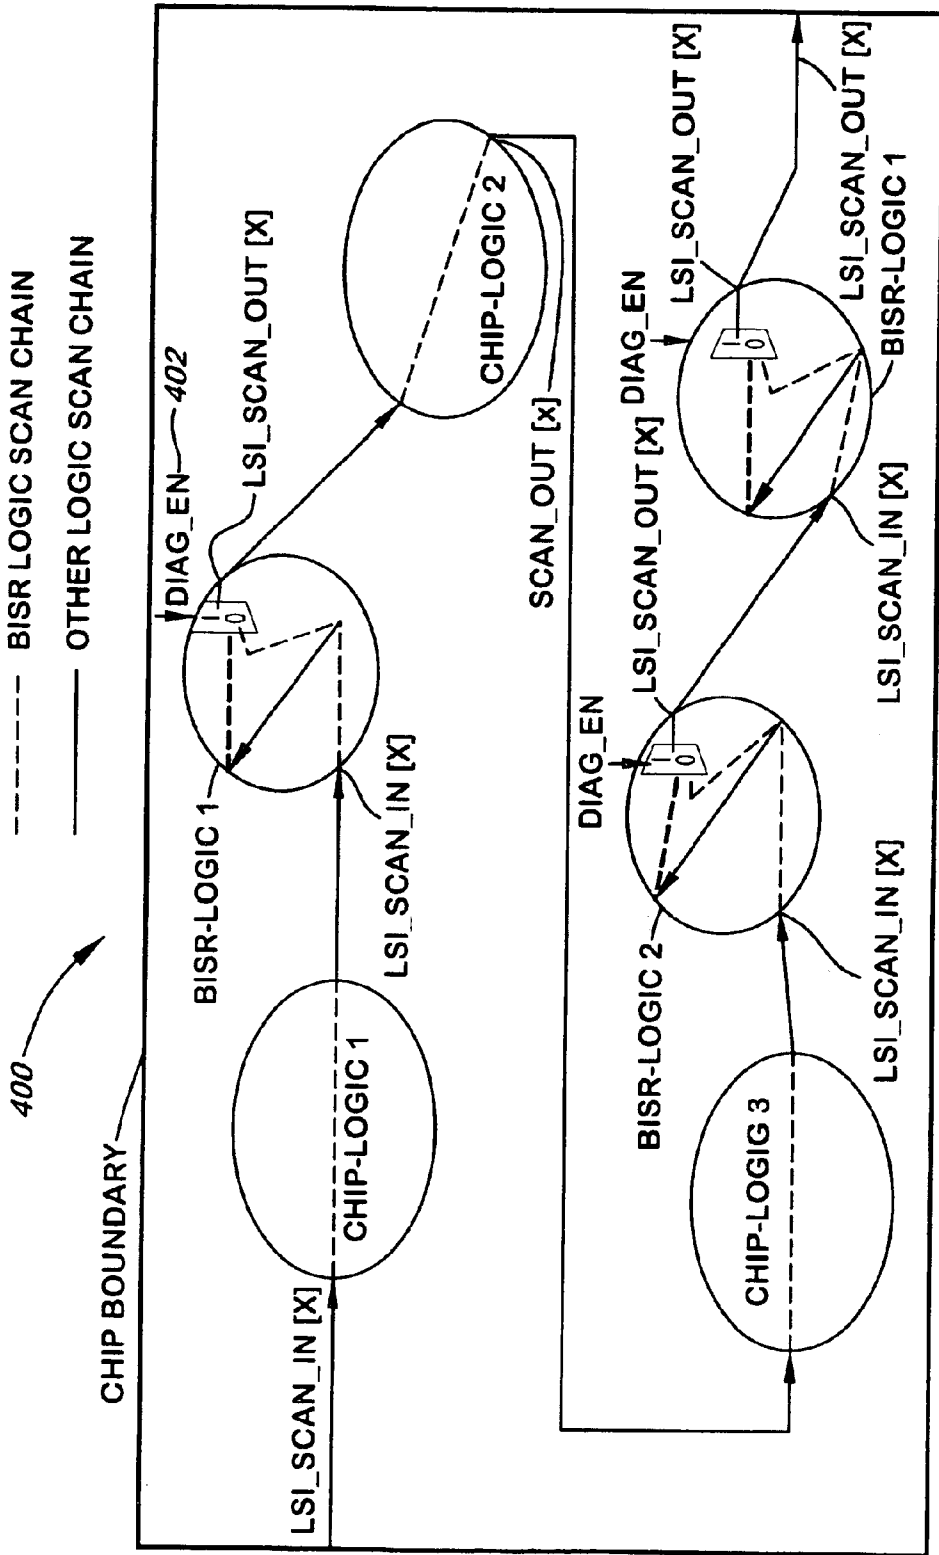 BISR LOGIC SCAN CHAIN
OTHER LOGIC SCAN CHAIN
400
CHIP BOUNDARY
LSI_SCAN_IN [X]
CHIP-LOGIC 1
BISR-LOGIC 1
LSI_SCAN_IN [X]
DIAG_EN
402
1
0
LSI_SCAN_OUT [X]
CHIP-LOGIC 2
SCAN_OUT [x]
CHIP-LOGIG 3
LSI_SCAN_IN [X]
BISR-LOGIC 2
DIAG_EN
1
0
LSI_SCAN_OUT [X]
LSI_SCAN_IN [X]
DIAG_EN
1
0
LSI_SCAN_OUT [X]
BISR-LOGIC 1
LSI_SCAN_OUT [X]